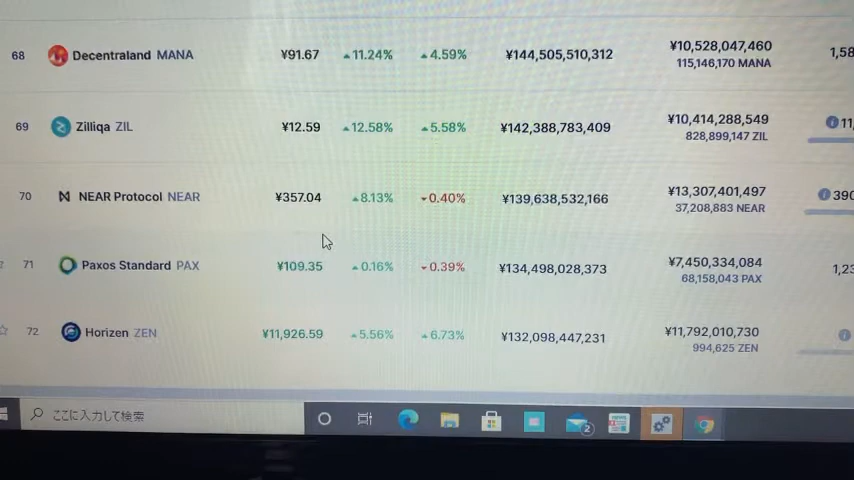 68 Decentraland MANA ¥91.67 11.24% 4.59% ¥144,505,510,312 ¥10,528,047,460
115,146,170 MANA
69 Zilliqa ZIL ¥12.59 12.58% 5.58% ¥142,388,783,409 ¥10,414,288,549
828,899,147 ZIL
70 NEAR Protocol NEAR ¥357.04 8.13% 0.40% ¥139,638,532,166 ¥13,307,401,497
37,208,883 NEAR
71 Paxos Standard PAX ¥109.35 0.16% 0.39% ¥134,498,028,373 ¥7,450,334,084
68,158,043 PAX
72 Horizen ZEN ¥11,926.59 5.56% 6.73% ¥132,098,447,231 ¥11,792,010,730
994,625 ZEN
ここに入力して検索 2